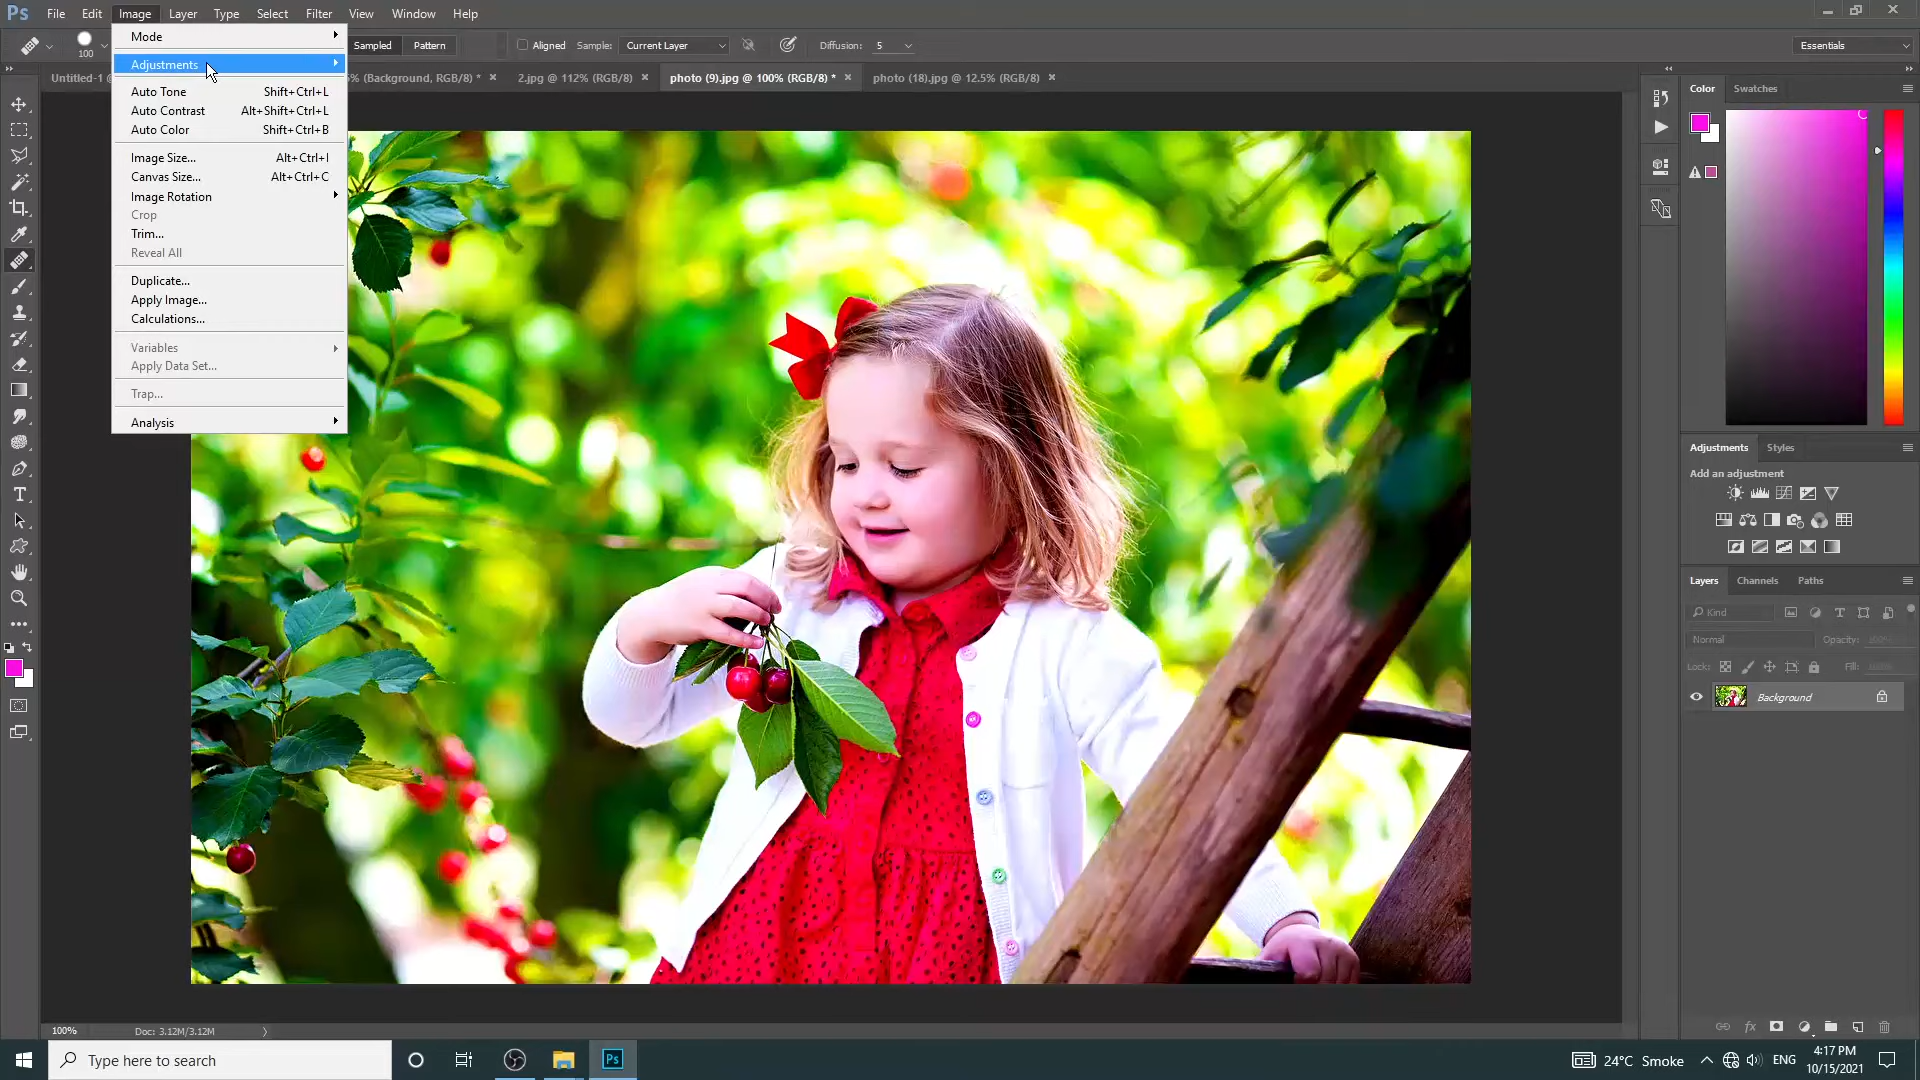 Ps File Edit Image Layer Type Select Filter View Window Help
100 Sampled Pattern Aligned Sample: Current Layer Diffusion: 5 Essentials
Untitled-1 @ % (Background, RGB/8) * 2.jpg @ 112% (RGB/8) photo (9).jpg @ 100% (RGB/8) * photo (18).jpg @ 12.5% (RGB/8)
Mode
Adjustments
Auto Tone Shift+Ctrl+L
Auto Contrast Alt+Shift+Ctrl+L
Auto Color Shift+Ctrl+B
Image Size... Alt+Ctrl+I
Canvas Size... Alt+Ctrl+C
Image Rotation
Crop
Trim...
Reveal All
Duplicate...
Apply Image...
Calculations...
Variables
Apply Data Set...
Trap...
Analysis
Color Swatches
Adjustments Styles
Add an adjustment
Layers Channels Paths
Kind
Normal Opacity: 100%
Lock: Fill:
Background
100% Doc: 3.12M/3.12M
Type here to search
Ps
24°C Smoke ENG
4:17 PM
10/15/2021